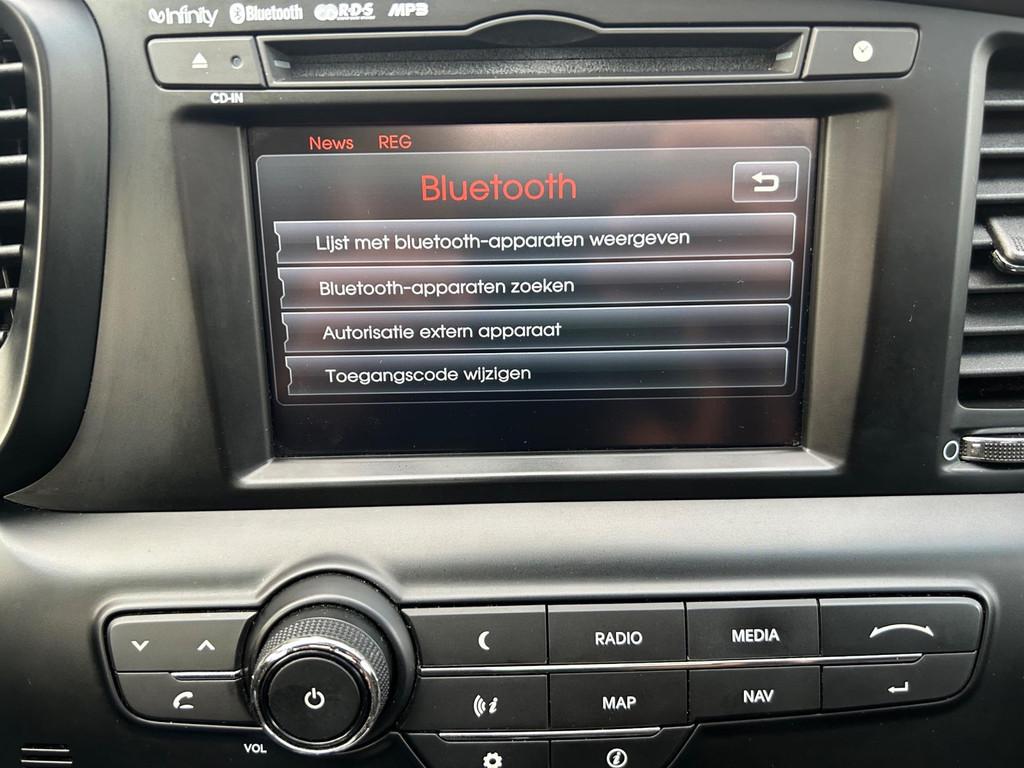 Infinity Bluetooth R·D·S MP3
CD-IN
News REG
Bluetooth
Lijst met bluetooth-apparaten weergeven
Bluetooth-apparaten zoeken
Autorisatie extern apparaat
Toegangscode wijzigen
RADIO MEDIA
MAP NAV
VOL